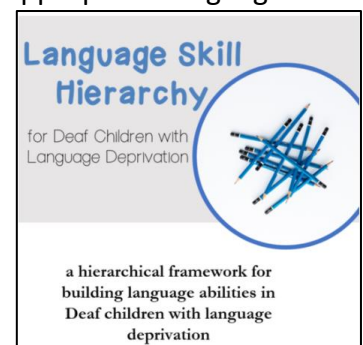 Language Skill
Hierarchy
for Deaf Children with
Language Deprivation
a hierarchical framework for
building language abilities in
Deaf children with language
deprivation